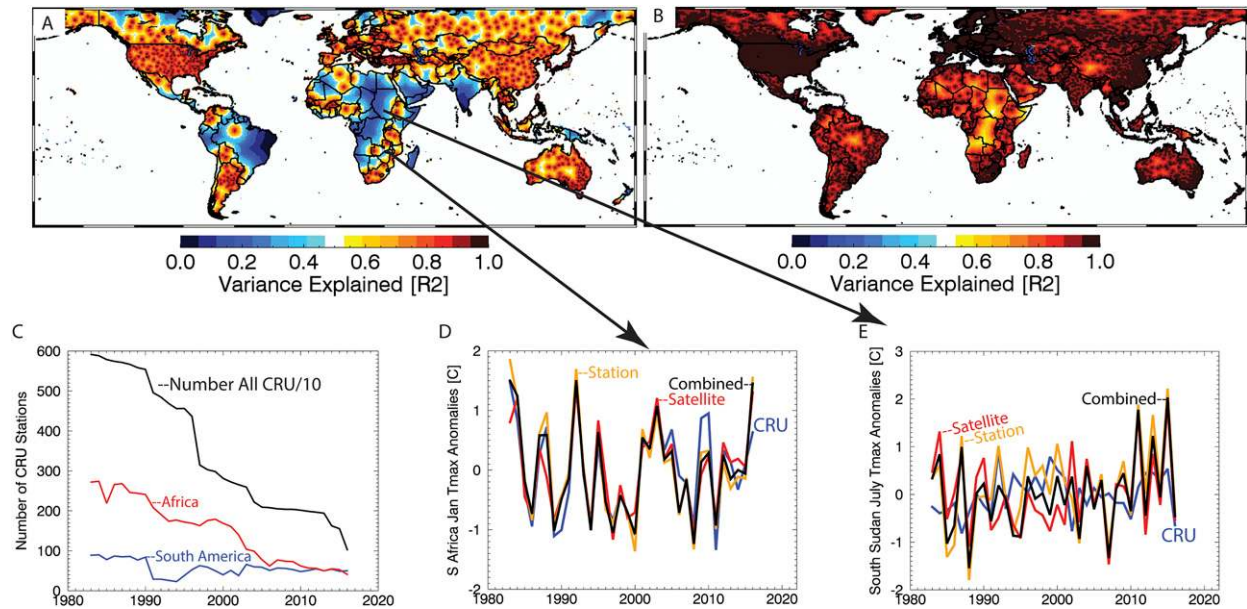 A
B
0.0 0.2 0.4 0.6 0.8 1.0
Variance Explained [R2]
0.0 0.2 0.4 0.6 0.8 1.0
Variance Explained [R2]
C
Number of CRU Stations
600
500
400
300
200
100
0
1980 1990 2000 2010 2020
--Number All CRU/10
--Africa
--South America
D
S Africa Jan Tmax Anomalies [C]
2
1
0
-1
-2
1980 1990 2000 2010 2020
--Station
Combined--
--Satellite
CRU
E
South Sudan July Tmax Anomalies [C]
3
2
1
0
-1
-2
1980 1990 2000 2010 2020
Combined--
--Satellite
--Station
CRU